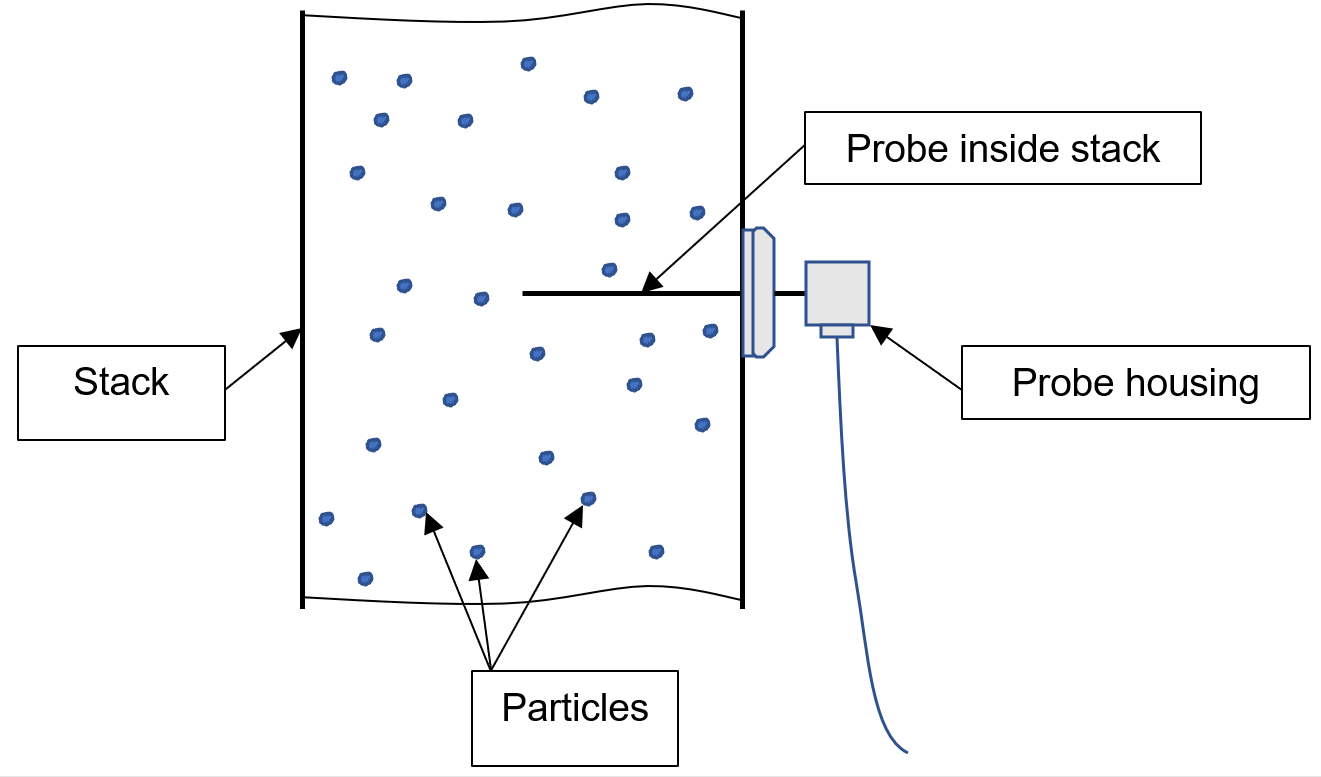 Probe inside stack
Stack
Probe housing
Particles